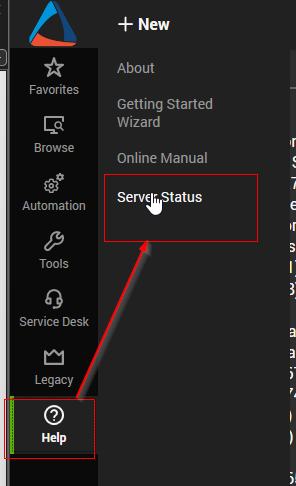 + New
About
Getting Started
Wizard
Online Manual
Server Status
Favorites
Browse
Automation
Tools
Service Desk
Legacy
Help